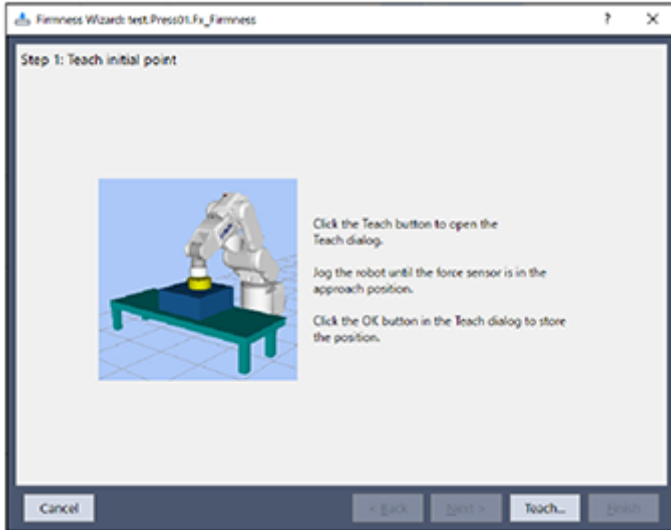 Firmness Wizard: test.Press01.Fx_Firmness
?
X
Step 1: Teach initial point
Click the Teach button to open the
Teach dialog.
Jog the robot until the force sensor is in the
approach position.
Click the OK button in the Teach dialog to store
the position.
Cancel
< Back
Next >
Teach...
Finish